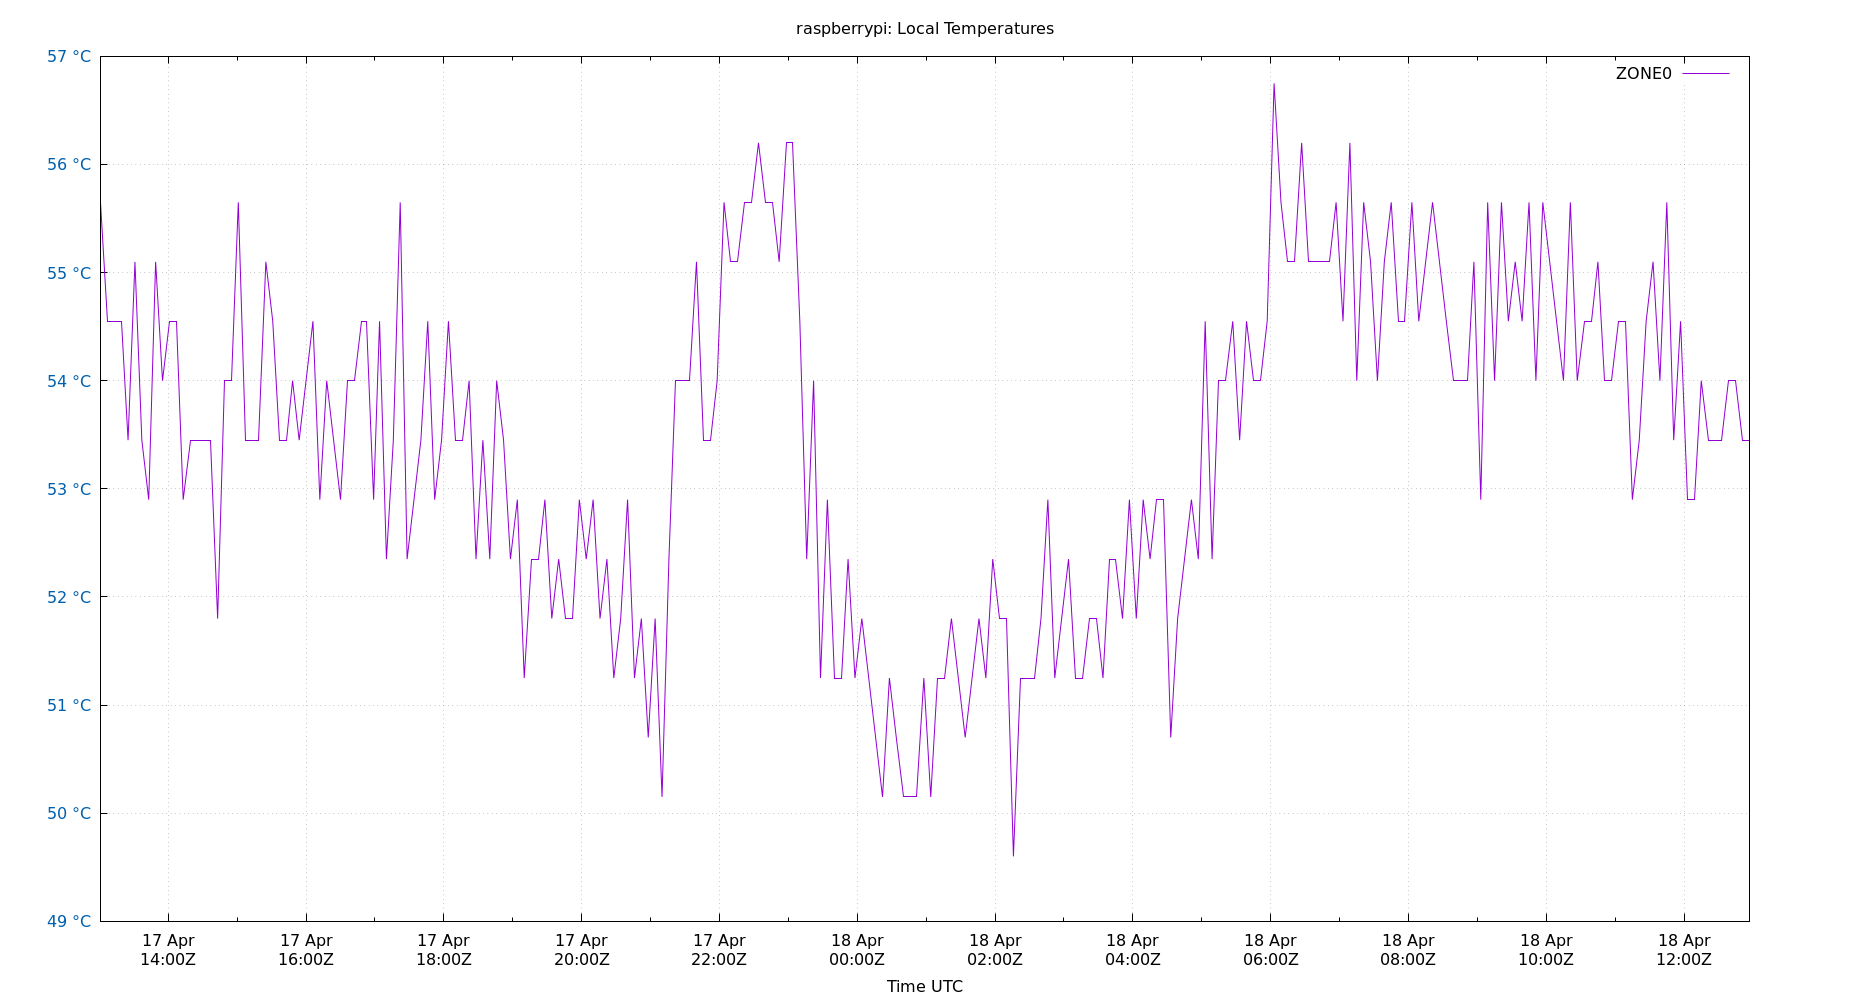 raspberrypi: Local Temperatures
57 °C
ZONE0
56 °C
55 °C
54 °C
53 °C
52 °C
51 °C
50 °C
49 °C
17 Apr 17 Apr 17 Apr 17 Apr 17 Apr 18 Apr 18 Apr 18 Apr 18 Apr 18 Apr 18 Apr 18 Apr
14:00Z 16:00Z 18:00Z 20:00Z 22:00Z 00:00Z 02:00Z 04:00Z 06:00Z 08:00Z 10:00Z 12:00Z
Time UTC